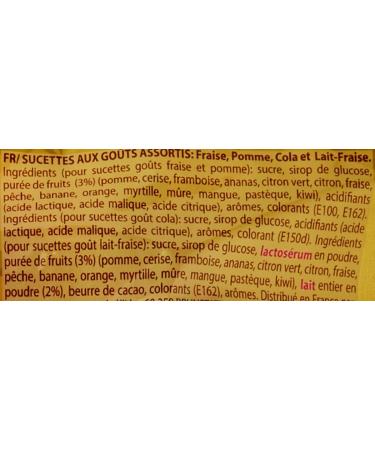 FR/ SUCETTES AUX GOÛTS ASSORTIS: Fraise, Pomme, Cola et Lait-Fraise.
Ingrédients (pour sucettes goûts fraise et pomme): sucre, sirop de glucose,
purée de fruits (3%) (pomme, cerise, framboise, ananas, citron vert, citron, fraise,
pêche, banane, orange, myrtille, mûre, mangue, pastèque, kiwi), acidifiants
(acide lactique, acide malique, acide citrique), arômes, colorants (E100, E162).
Ingrédients (pour sucettes goût cola): sucre, sirop de glucose, acidifiants (acide
lactique, acide malique, acide citrique), arômes, colorant (E150d). Ingrédients
(pour sucettes goût lait-fraise): sucre, sirop de glucose, lactosérum en poudre,
purée de fruits (3%) (pomme, cerise, framboise, ananas, citron vert, citron, fraise,
pêche, banane, orange, myrtille, mûre, mangue, pastèque, kiwi), lait entier en
poudre (2%), beurre de cacao, colorants (E162), arômes. Distribué en France par